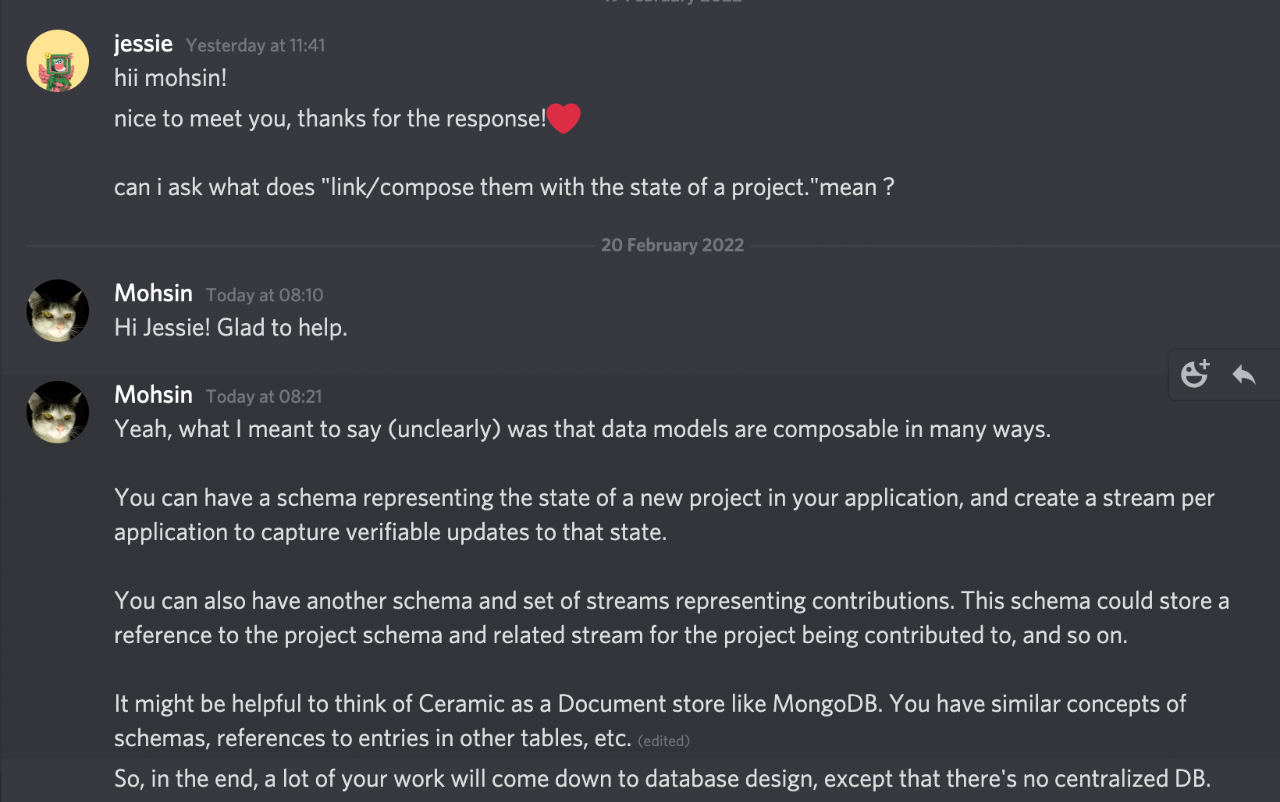 19 February 2022
jessie Yesterday at 11:41
hii mohsin!
nice to meet you, thanks for the response!❤️
can i ask what does "link/compose them with the state of a project."mean ?
20 February 2022
Mohsin Today at 08:10
Hi Jessie! Glad to help.
Mohsin Today at 08:21
Yeah, what I meant to say (unclearly) was that data models are composable in many ways.
You can have a schema representing the state of a new project in your application, and create a stream per
application to capture verifiable updates to that state.
You can also have another schema and set of streams representing contributions. This schema could store a
reference to the project schema and related stream for the project being contributed to, and so on.
It might be helpful to think of Ceramic as a Document store like MongoDB. You have similar concepts of
schemas, references to entries in other tables, etc. (edited)
So, in the end, a lot of your work will come down to database design, except that there's no centralized DB.